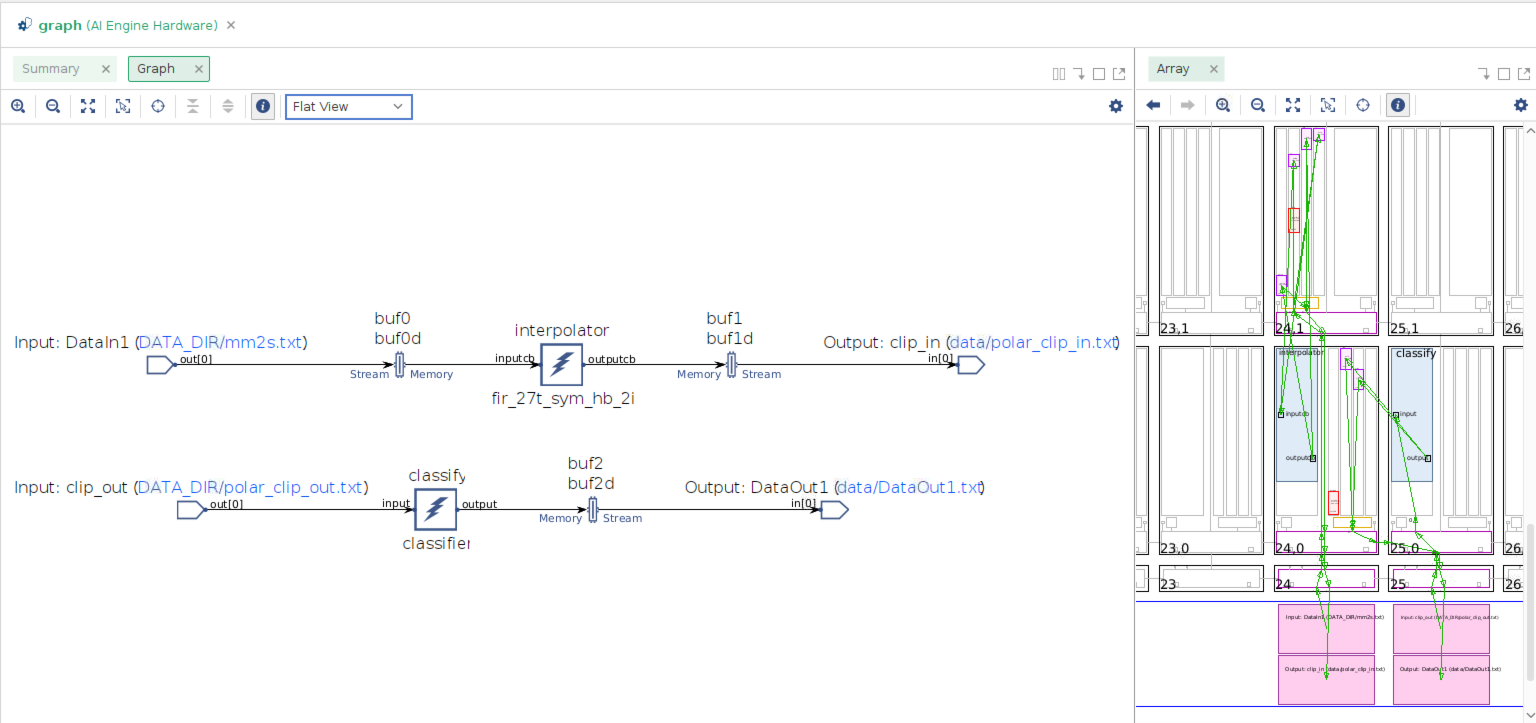 graph (AI Engine Hardware)
Summary
Graph
Flat View
Array
buf0
buf0d
interpolator
buf1
buf1d
Input: DataIn1 (DATA_DIR/mm2s.txt)
out[0]
inputcb
outputcb
Output: clip_in (data/polar_clip_in.txt)
in[0]
Stream
Memory
Memory
Stream
fir_27t_sym_hb_2i
buf2
buf2d
classify
Input: clip_out (DATA_DIR/polar_clip_out.txt)
out[0]
input
output
Output: DataOut1 (data/DataOut1.txt)
in[0]
Memory
Stream
classifier
23,1
24,1
25,1
26,
interpolator
classify
inputcb
input
output
23,0
24,0
25,0
26,
23
24
25
26
Input: DataIn1 (DATA_DIR/mm2s.txt)
Input: clip_out (DATA_DIR/polar_clip_out.txt)
Output: clip_in (data/polar_clip_in.txt)
Output: DataOut1 (data/DataOut1.txt)